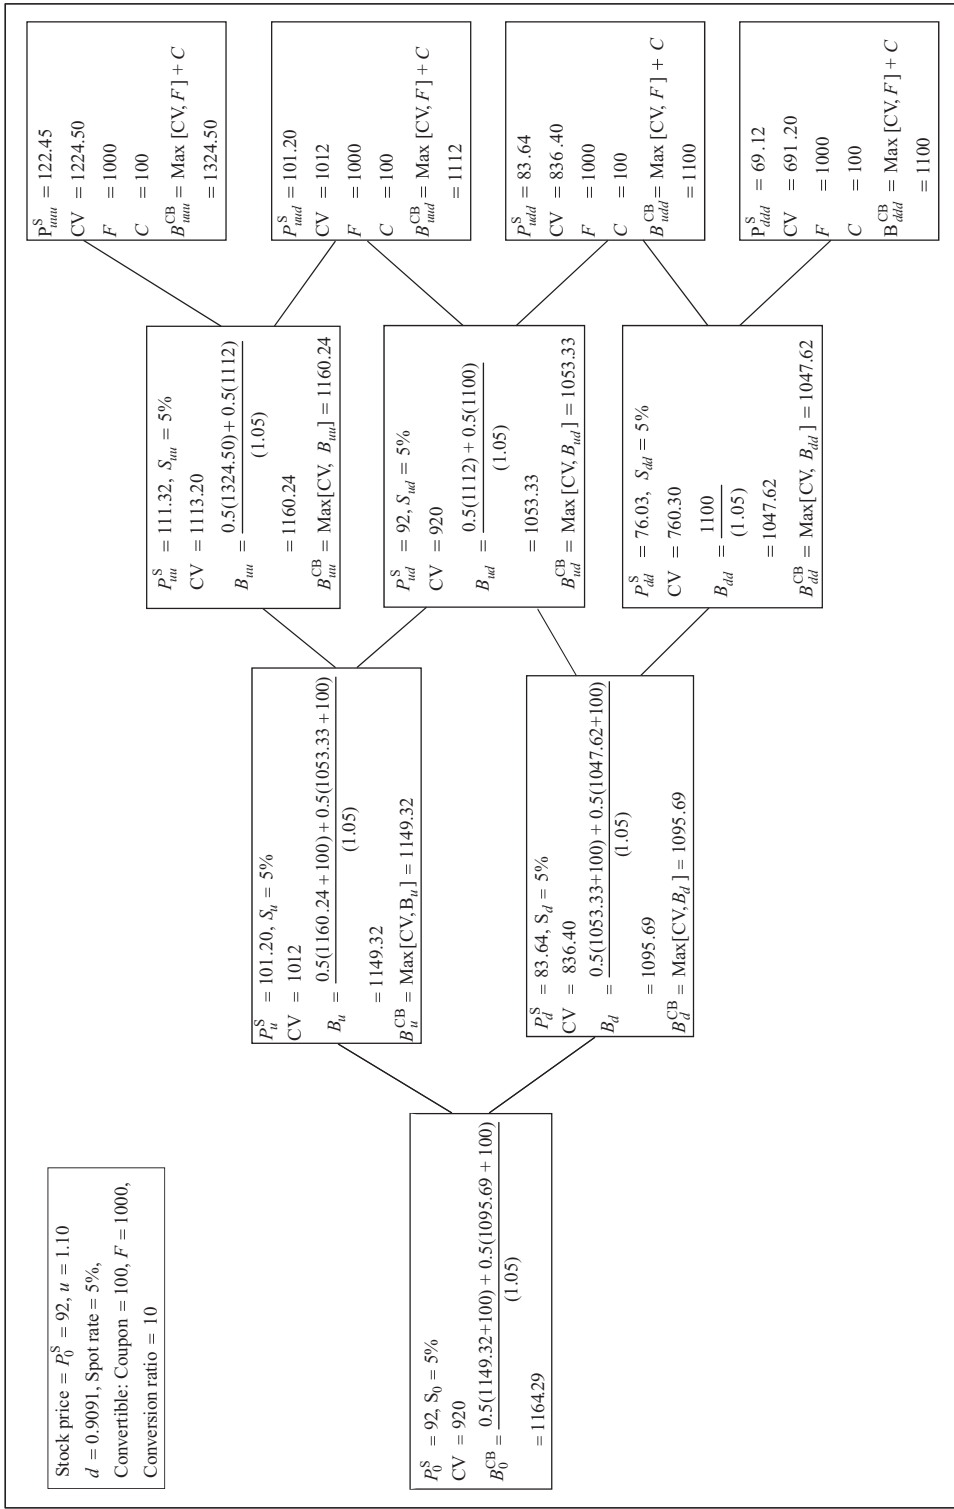 Stock price = P₀ˢ = 92, u = 1.10
d = 0.9091, Spot rate = 5%,
Convertible: Coupon = 100, F = 1000,
Conversion ratio = 10
P₀ˢ = 92, S₀ = 5%
CV = 920
B₀ᶜᴮ = 0.5(1149.32+100) + 0.5(1095.69 + 100) / (1.05)
= 1164.29
P_u^S = 101.20, S_u = 5%
CV = 1012
B_u = 0.5(1160.24 + 100) + 0.5(1053.33 + 100) / (1.05)
= 1149.32
B_u^CB = Max[CV, B_u] = 1149.32
P_d^S = 83.64, S_d = 5%
CV = 836.40
B_d = 0.5(1053.33+100) + 0.5(1047.62+100) / (1.05)
= 1095.69
B_d^CB = Max[CV, B_d] = 1095.69
P_uu^S = 111.32, S_uu = 5%
CV = 1113.20
B_uu = 0.5(1324.50) + 0.5(1112) / (1.05)
= 1160.24
B_uu^CB = Max[CV, B_uu] = 1160.24
P_ud^S = 92, S_ud = 5%
CV = 920
B_ud = 0.5(1112) + 0.5(1100) / (1.05)
= 1053.33
B_ud^CB = Max [CV, B_ud] = 1053.33
P_dd^S = 76.03, S_dd = 5%
CV = 760.30
B_dd = 1100 / (1.05)
= 1047.62
B_dd^CB = Max[CV, B_dd] = 1047.62
P_uuu^S = 122.45
CV = 1224.50
F = 1000
C = 100
B_uuu^CB = Max [CV, F] + C
= 1324.50
P_uud^S = 101.20
CV = 1012
F = 1000
C = 100
B_uud^CB = Max [CV, F] + C
= 1112
P_udd^S = 83.64
CV = 836.40
F = 1000
C = 100
B_udd^CB = Max [CV, F] + C
= 1100
P_ddd^S = 69.12
CV = 691.20
F = 1000
C = 100
B_ddd^CB = Max [CV, F] + C
= 1100